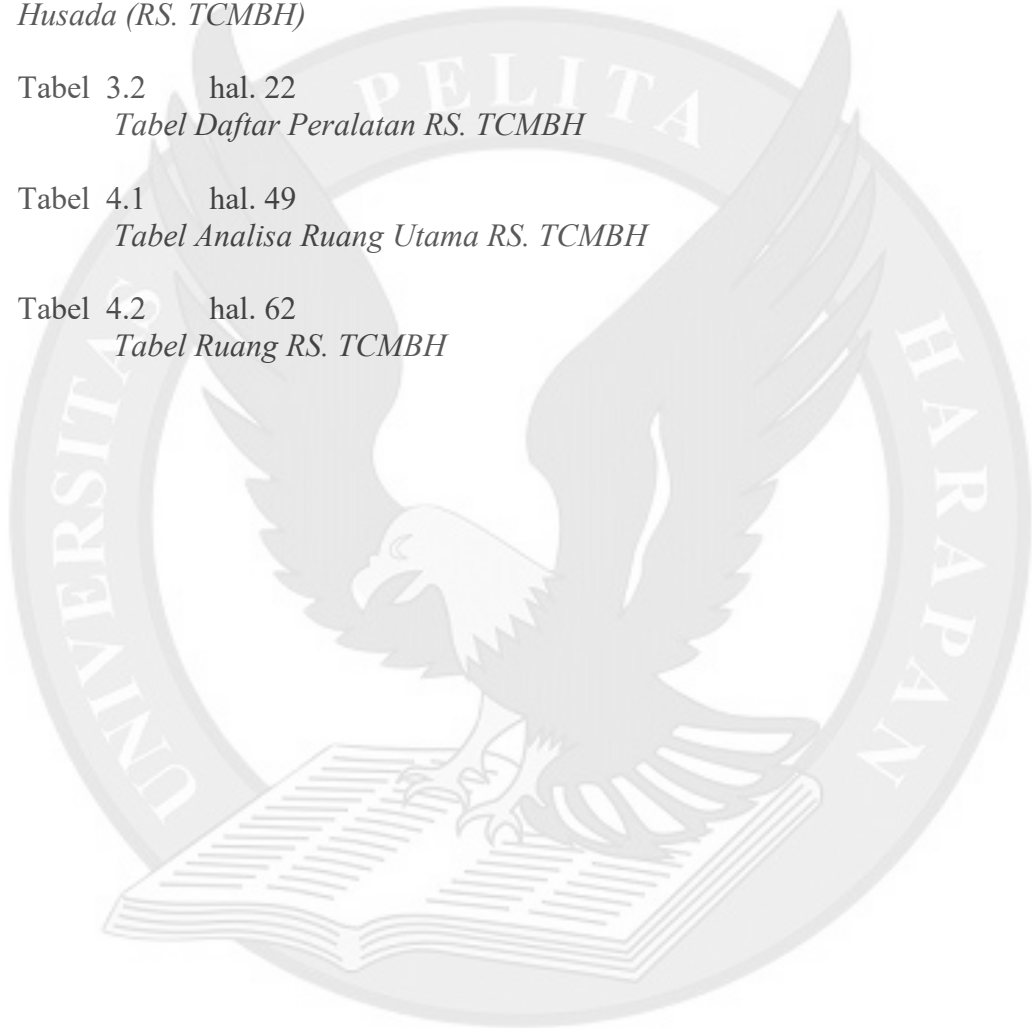 Husada (RS. TCMBH)
Tabel 3.2 hal. 22
Tabel Daftar Peralatan RS. TCMBH
Tabel 4.1 hal. 49
Tabel Analisa Ruang Utama RS. TCMBH
Tabel 4.2 hal. 62
Tabel Ruang RS. TCMBH
UNIVERSITAS PELITA HARAPAN